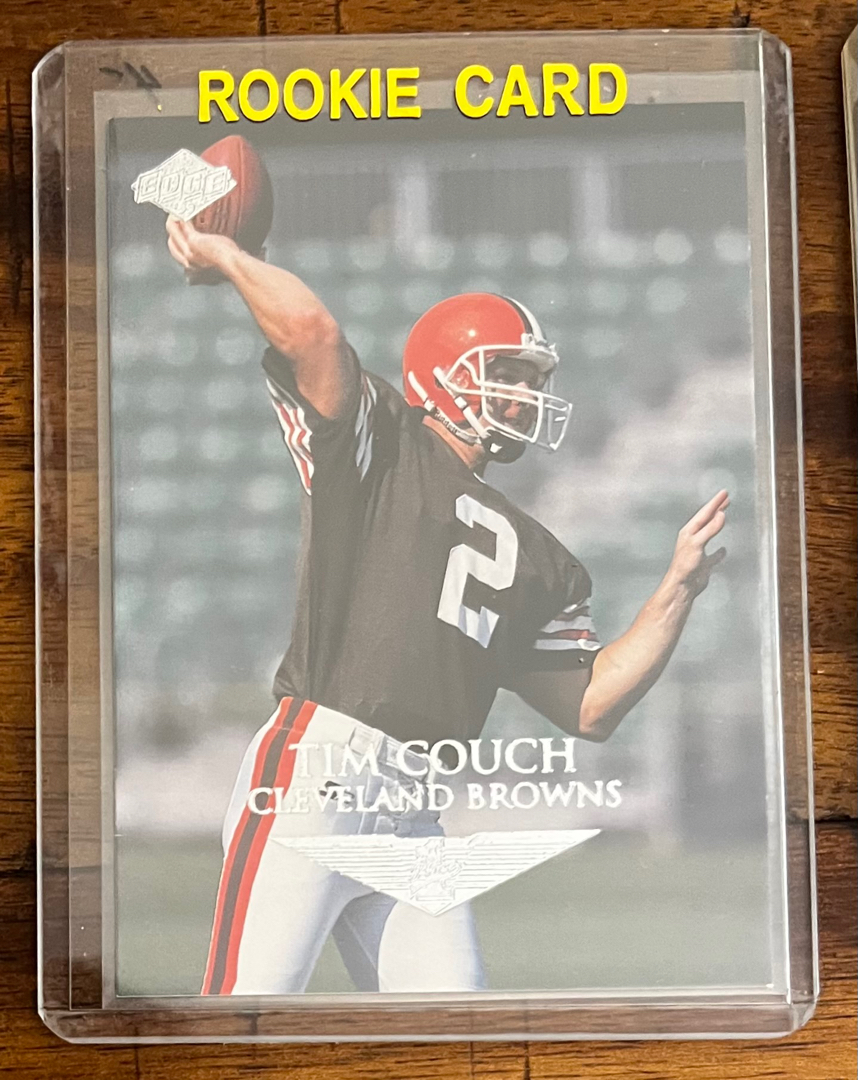 ROOKIE CARD
EDGE
2
TIM COUCH
CLEVELAND BROWNS